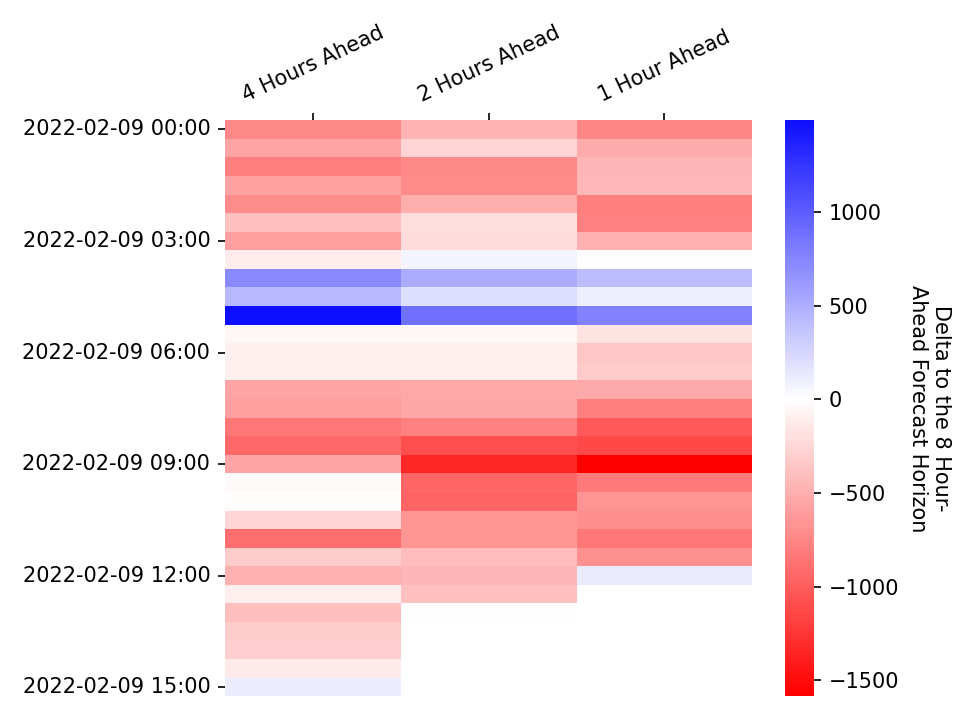 4 Hours Ahead
2 Hours Ahead
1 Hour Ahead
2022-02-09 00:00
2022-02-09 03:00
2022-02-09 06:00
2022-02-09 09:00
2022-02-09 12:00
2022-02-09 15:00
1000
500
0
−500
−1000
−1500
Delta to the 8 Hour-
Ahead Forecast Horizon